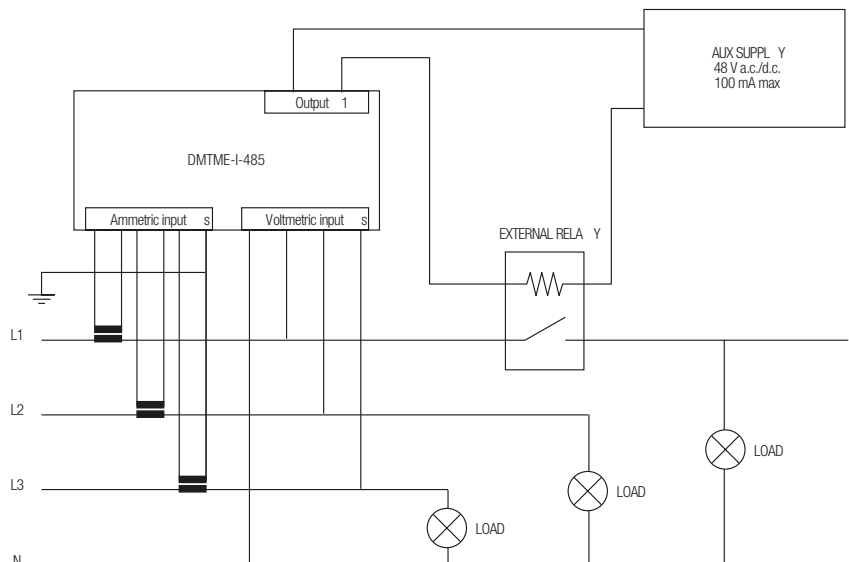 AUX SUPPL Y
48 V a.c./d.c.
100 mA max
Output 1
DMTME-I-485
Ammetric input s
Voltmetric input s
EXTERNAL RELA Y
L1
L2
LOAD
L3
LOAD
LOAD
N